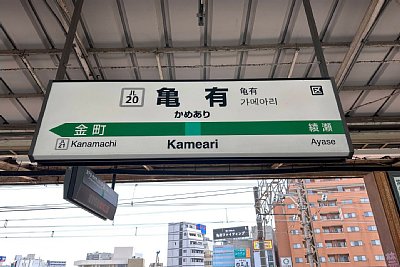 JL
20
亀有
亀有
가메아리
区
かめあり
金町
綾瀬
JL
21
Kanamachi
Kameari
Ayase